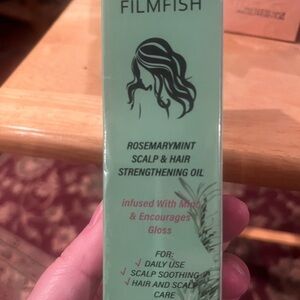 FILMFISH
ROSEMARYMINT
SCALP & HAIR
STRENGTHENING OIL
infused With Mint
& Encourages
Gloss
FOR:
✓ DAILY USE
✓ SCALP SOOTHING
✓ HAIR AND SCALP
CARE